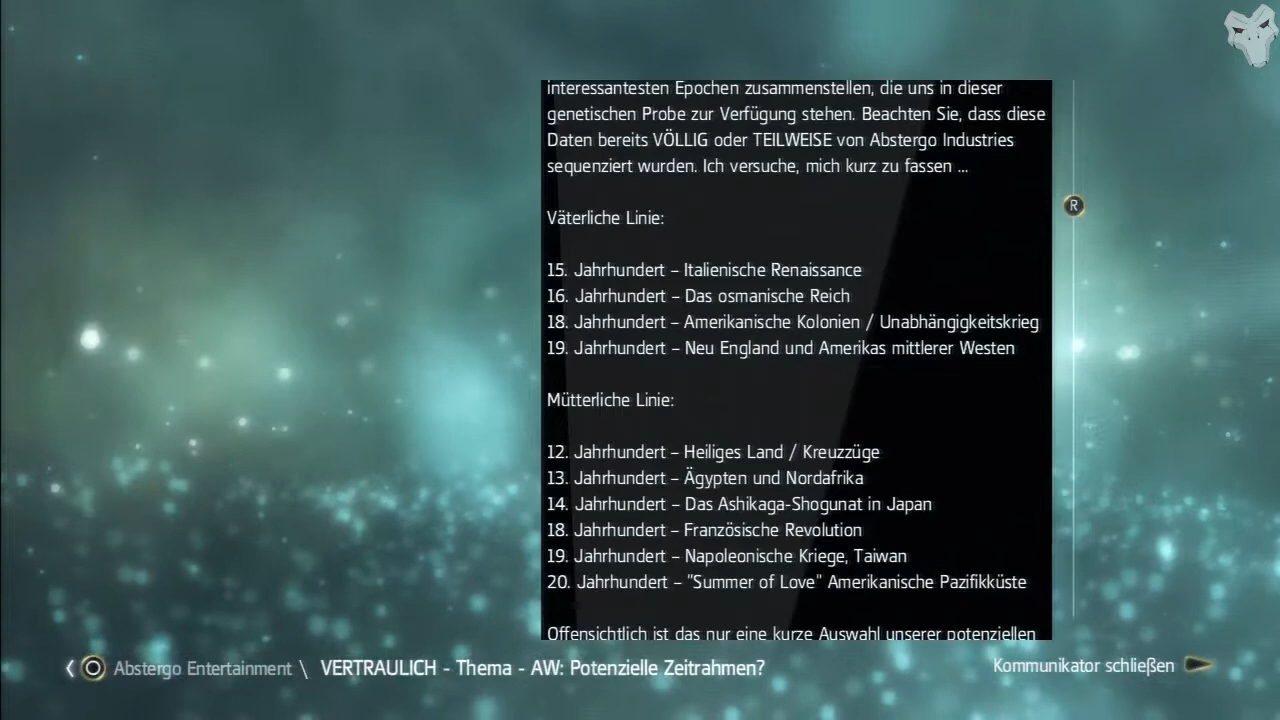 interessantesten Epochen zusammenstellen, die uns in dieser
genetischen Probe zur Verfügung stehen. Beachten Sie, dass diese
Daten bereits VÖLLIG oder TEILWEISE von Abstergo Industries
sequenziert wurden. Ich versuche, mich kurz zu fassen ...
Väterliche Linie:
15. Jahrhundert – Italienische Renaissance
16. Jahrhundert – Das osmanische Reich
18. Jahrhundert – Amerikanische Kolonien / Unabhängigkeitskrieg
19. Jahrhundert – Neu England und Amerikas mittlerer Westen
Mütterliche Linie:
12. Jahrhundert – Heiliges Land / Kreuzzüge
13. Jahrhundert – Ägypten und Nordafrika
14. Jahrhundert – Das Ashikaga-Shogunat in Japan
18. Jahrhundert – Französische Revolution
19. Jahrhundert – Napoleonische Kriege, Taiwan
20. Jahrhundert – "Summer of Love" Amerikanische Pazifikküste
Offensichtlich ist das nur eine kurze Auswahl unserer potenziellen
R
Abstergo Entertainment \ VERTRAULICH - Thema - AW: Potenzielle Zeitrahmen?
Kommunikator schließen